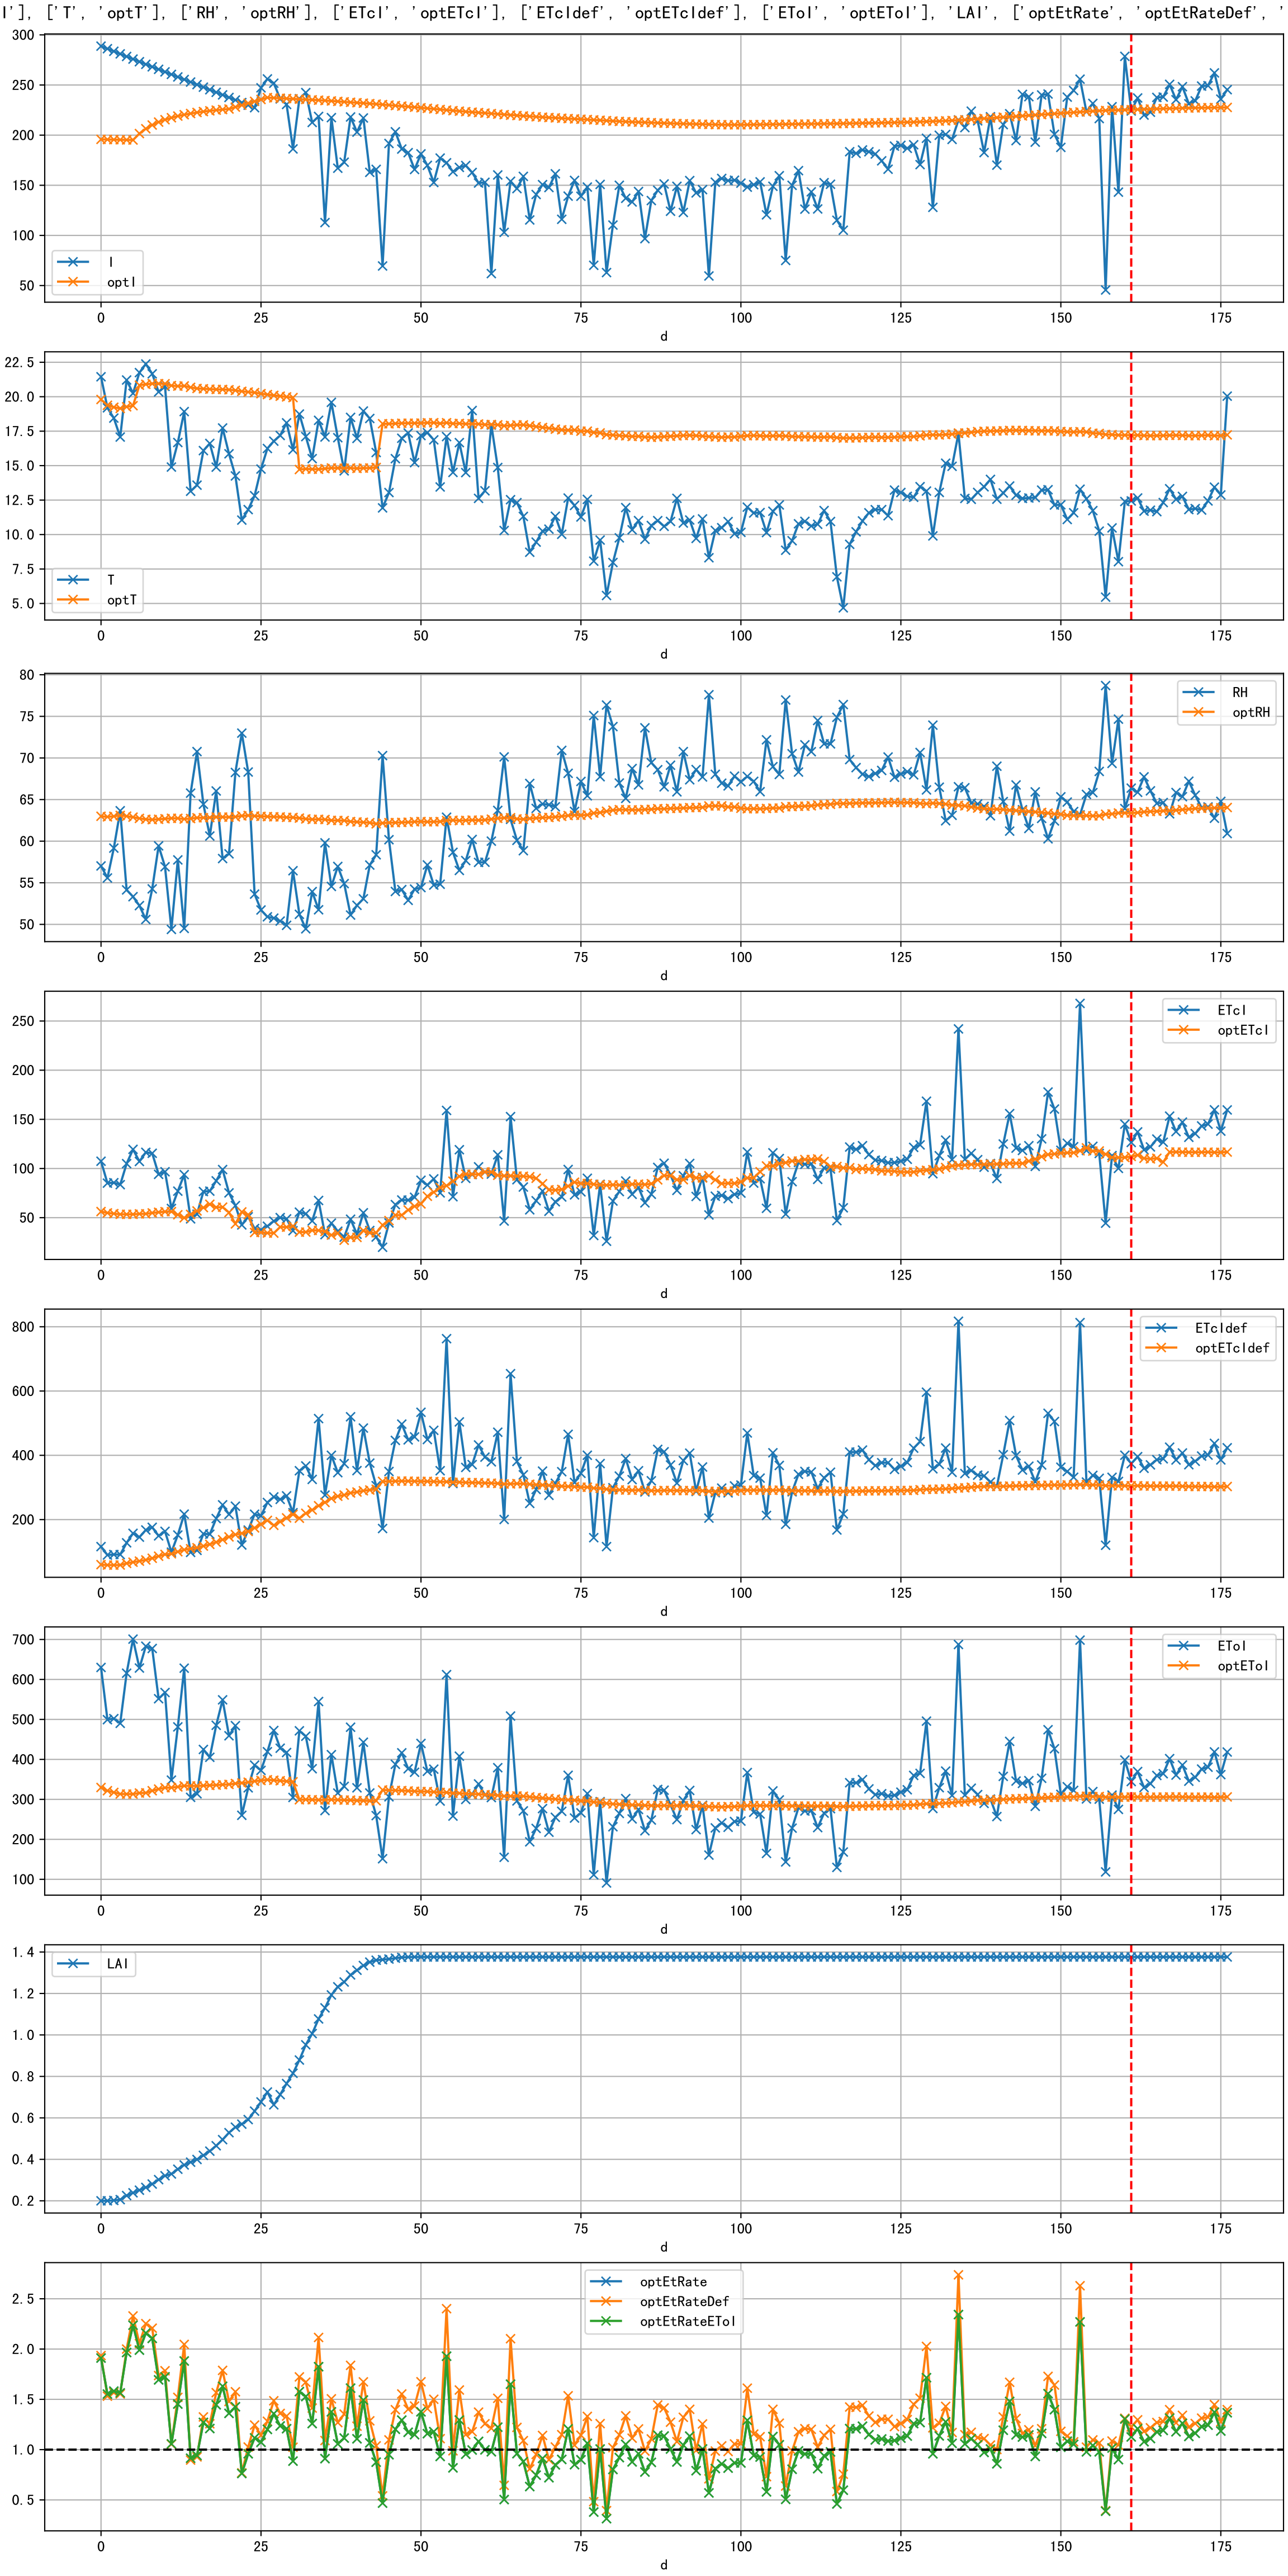 I'], ['T', 'optT'], ['RH', 'optRH'], ['ETcI', 'optETcI'], ['ETcIdef', 'optETcIdef'], ['EToI', 'optEToI'], 'LAI', ['optEtRate', 'optEtRateDef', '
300
250
200
150
100
50
I
optI
0 25 50 75 100 125 150 175
d
22.5
20.0
17.5
15.0
12.5
10.0
7.5
5.0
T
optT
0 25 50 75 100 125 150 175
d
80
75
70
65
60
55
50
RH
optRH
0 25 50 75 100 125 150 175
d
250
200
150
100
50
ETcI
optETcI
0 25 50 75 100 125 150 175
d
800
600
400
200
ETcIdef
optETcIdef
0 25 50 75 100 125 150 175
d
700
600
500
400
300
200
100
EToI
optEToI
0 25 50 75 100 125 150 175
d
1.4
1.2
1.0
0.8
0.6
0.4
0.2
LAI
0 25 50 75 100 125 150 175
d
2.5
2.0
1.5
1.0
0.5
optEtRate
optEtRateDef
optEtRateEToI
0 25 50 75 100 125 150 175
d